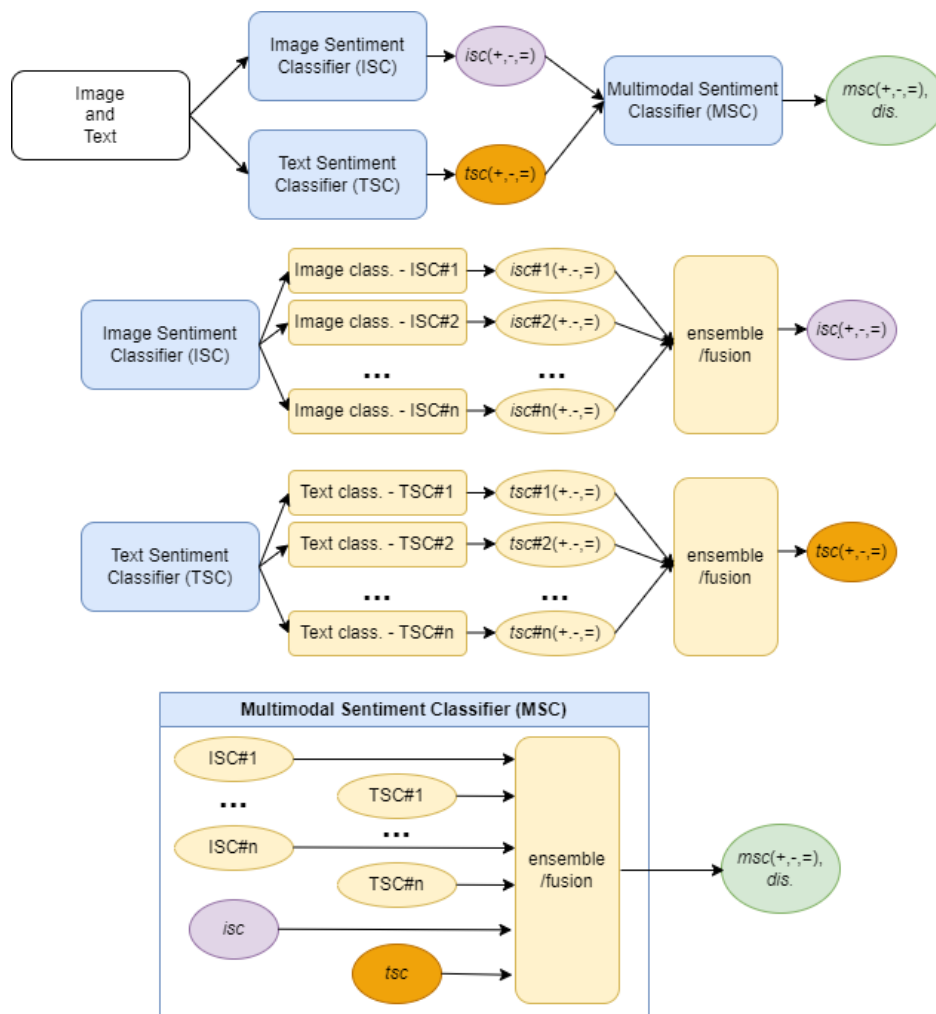 Image
and
Text
Image Sentiment
Classifier (ISC)
isc(+,-,=)
Text Sentiment
Classifier (TSC)
tsc(+,-,=)
Multimodal Sentiment
Classifier (MSC)
msc(+,-,=),
dis.
Image Sentiment
Classifier (ISC)
Image class. - ISC#1
isc#1(+.-,=)
Image class. - ISC#2
isc#2(+.-,=)
...
...
Image class. - ISC#n
isc#n(+.-,=)
ensemble
/fusion
isc(+,-,=)
Text Sentiment
Classifier (TSC)
Text class. - TSC#1
tsc#1(+.-,=)
Text class. - TSC#2
tsc#2(+.-,=)
...
...
Text class. - TSC#n
tsc#n(+.-,=)
ensemble
/fusion
tsc(+,-,=)
Multimodal Sentiment Classifier (MSC)
ISC#1
...
ISC#n
TSC#1
...
TSC#n
isc
tsc
ensemble
/fusion
msc(+,-,=),
dis.